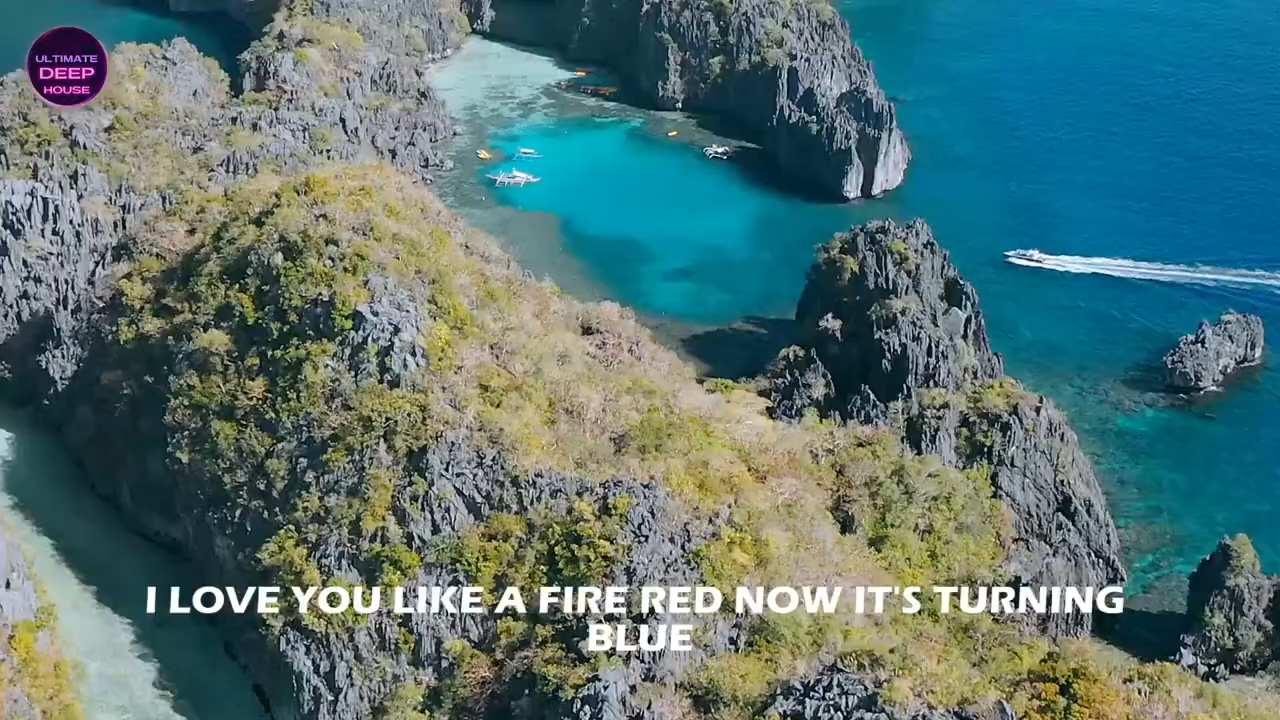 ULTIMATE
DEEP
HOUSE
I LOVE YOU LIKE A FIRE RED NOW IT'S TURNING
BLUE